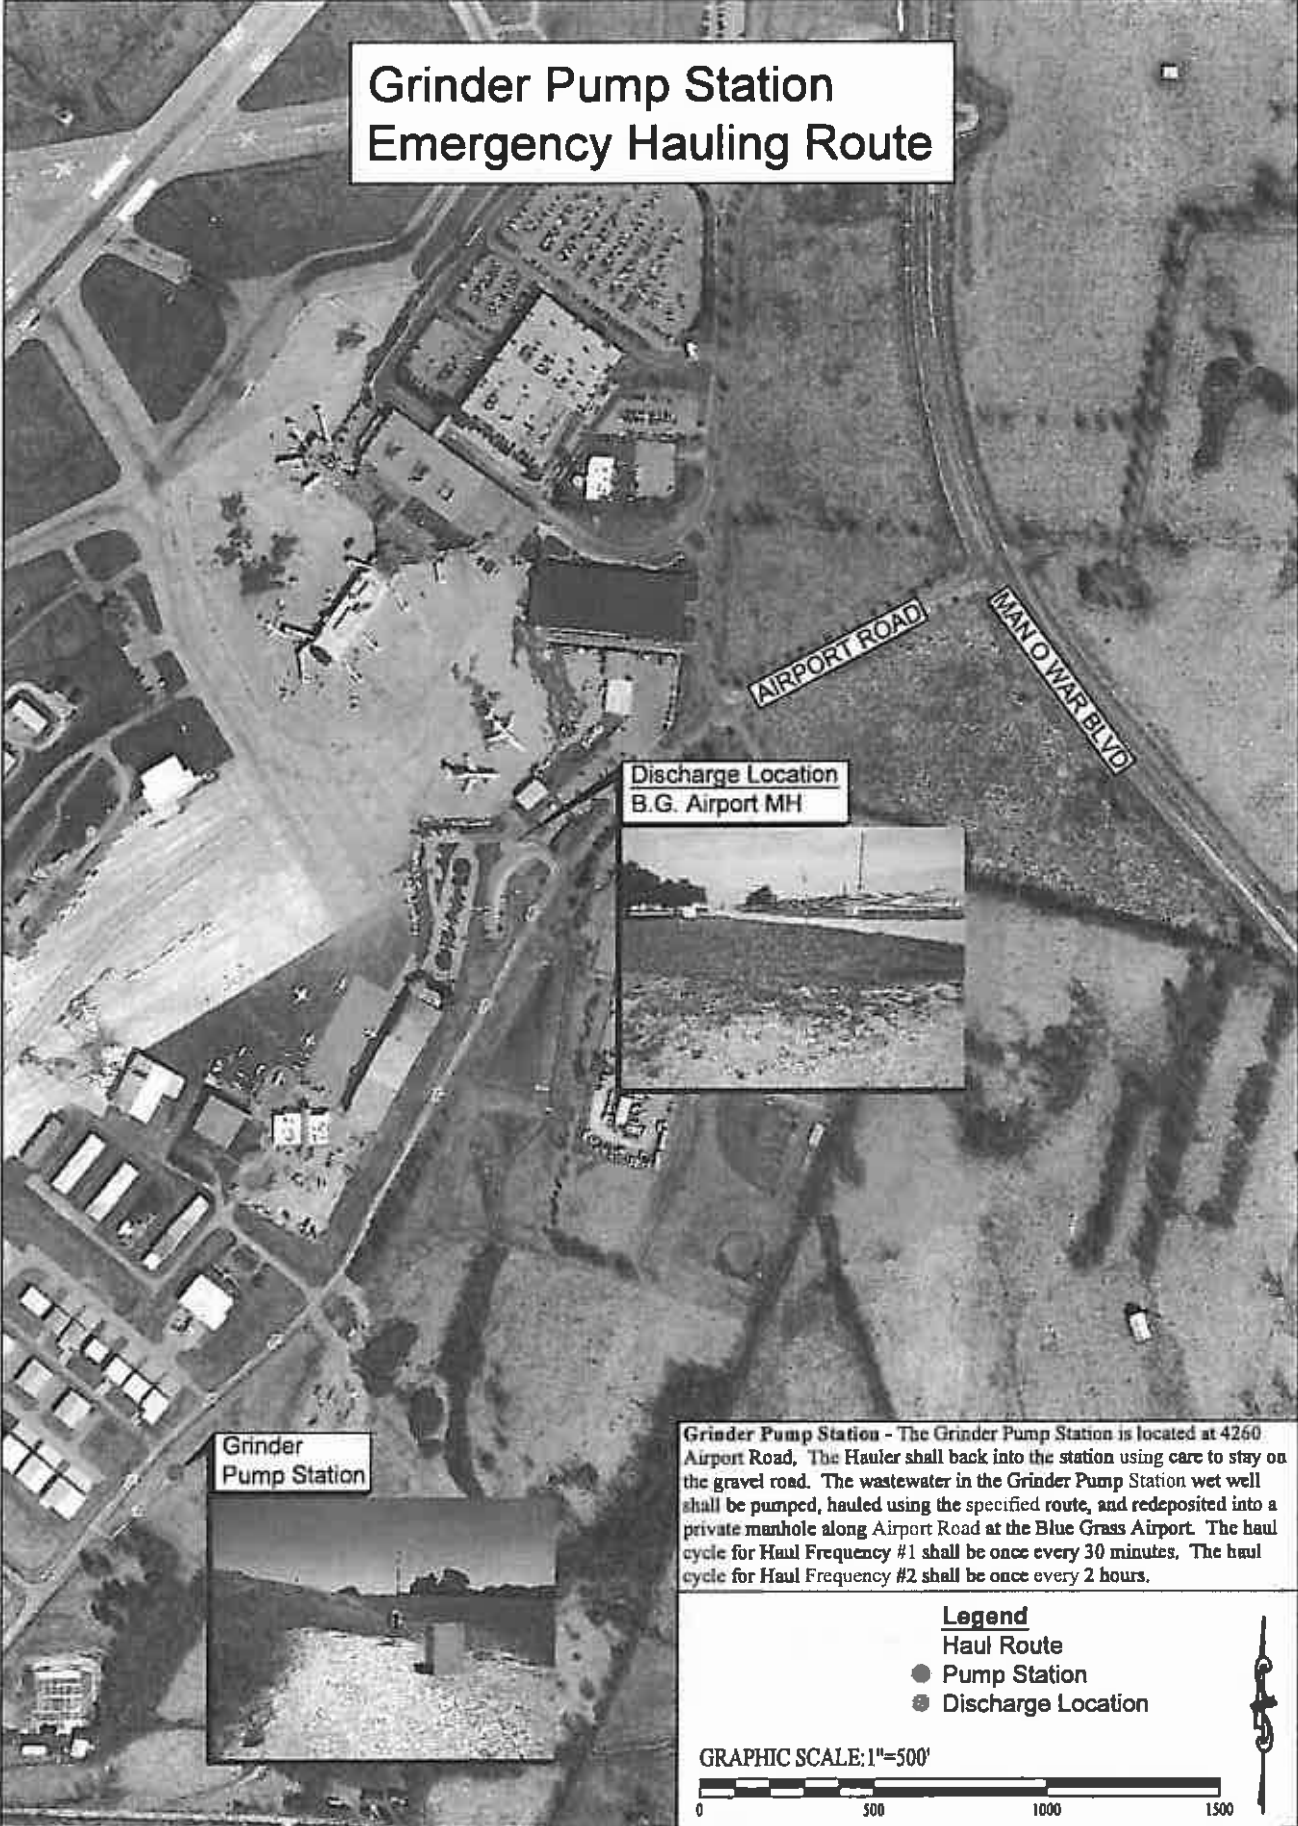 Grinder Pump Station
Emergency Hauling Route
AIRPORT ROAD
MAN O WAR BLVD
Discharge Location
B.G. Airport MH
Grinder
Pump Station
Grinder Pump Station - The Grinder Pump Station is located at 4260
Airport Road. The Hauler shall back into the station using care to stay on
the gravel road. The wastewater in the Grinder Pump Station wet well
shall be pumped, hauled using the specified route, and redeposited into a
private manhole along Airport Road at the Blue Grass Airport. The haul
cycle for Haul Frequency #1 shall be once every 30 minutes. The haul
cycle for Haul Frequency #2 shall be once every 2 hours.
Legend
Haul Route
Pump Station
Discharge Location
GRAPHIC SCALE: 1"=500'
0 500 1000 1500